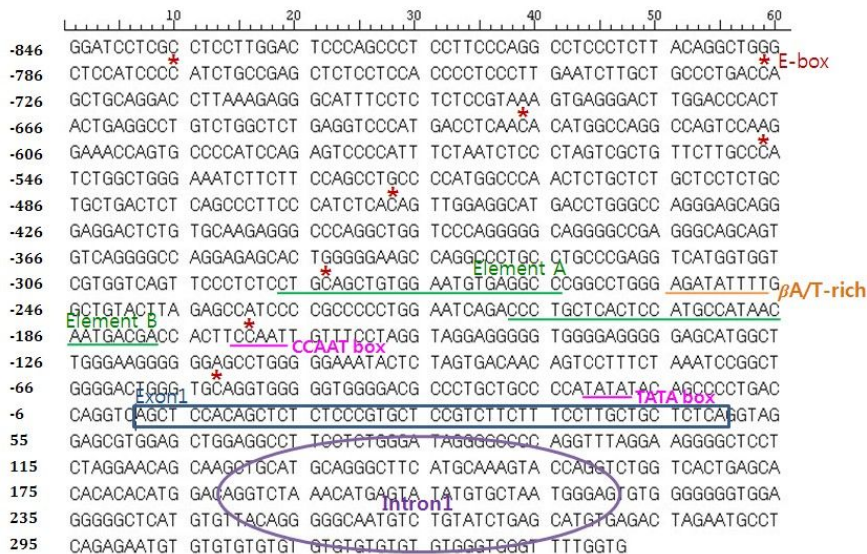 10 20 30 40 50 60
-846 GGATCCTCGC CTCCTTGGAC TCCCAGCCCT CCTTCCCAGG CCTCCCTCTT ACAGGCTGGG
* * E-box
-786 CTCCATCCCC ATCTGCCGAG CTCTCCTCCA CCCCTCCCTT GAATCTTGCT GCCCTGACCA
-726 GCTGCAGGAC CTTAAAGAGG GCATTTCCTC TCTCCGTAAA GTGAGGGACT TGGACCCACT
*
-666 ACTGAGGCCT GTCTGGCTCT GAGGTCCCAT GACCTCAACA CATGGCCAGG CCAGTCCAAG
*
-606 GAAACCAGTG CCCCATCCAG AGTCCCCATT TCTAATCTCC CTAGTCGCTG TTCTTGCCCA
-546 TCTGGCTGGG AAATCTTCTT CCAGCCTGCC CCATGGCCCA ACTCTGCTCT GCTCCTCTGC
*
-486 TGCTGACTCT CAGCCCTTCC CATCTCACAG TTGGAGGCAT GACCTGGGCC AGGGAGCAGG
-426 GAGGACTCTG TGCAAGAGGG CCCAGGCTGG TCCCAGGGGG CAGGGGCCGA GGGCAGCAGT
-366 GTCAGGGGCC AGGAGAGCAC TGGGGGAAGC CAGGCCCTGC CTGCCCGAGG TCATGGTGGT
* Element A
-306 CGTGGTCAGT TCCCTCTCCT GCAGCTGTGG AATGTGAGGC CCGGCCTGGG AGATATTTTG
βA/T-rich
-246 GCTGTACTTA GAGCCATCCC CGCCCCCTGG AATCAGACCC TGCTCACTCC ATGCCATAAC
Element B *
-186 AATGACGACC ACTTCCAATT GTTTCCTAGG TAGGAGGGGG TGGGGAGGGG GAGCATGGCT
CCAAT box
-126 TGGGAAGGGG GGAGCCTGGG GGAAATACTC TAGTGACAAC AGTCCTTTCT AAATCCGGCT
*
-66 GGGGACTGGG TGCAGGTGGG GGTGGGGACG CCCTGCTGCC CCATATATAC AGCCCCTGAC
Exon1 TATA box
-6 CAGGTCAGCT CCACAGCTCT CTCCCGTGCT CCGTCTTCTT TCCTTGCTGC TCTCAGGTAG
55 GAGCGTGGAG CTGGAGGCCT TCCTCTGGGA TAGGGGCCCC AGGTTTAGGA AGGGGCTCCT
115 CTAGGAACAG CAAGCTGCAT GCAGGGCTTC ATGCAAAGTA CCAGGTCTGG TCACTGAGCA
175 CACACACATGG GACAGGTCTA AACATGAGTA TATGTGCTAA TGGGAGTGTG GGGGGGTGGA
Intron1
235 GGGGGCTCAT GTGTTACAGG GGGCAATGTC TGTATCTGAG CATGTGAGAC TAGAATGCCT
295 CAGAGAATGT GTGTGTGTGT GTGTGTGTGT GTGGGTCGGT TTTGGTG